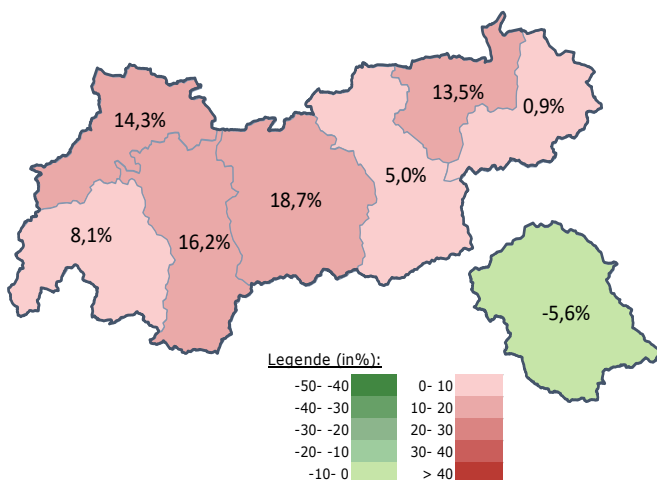 13,5%
0,9%
14,3%
5,0%
18,7%
8,1%
16,2%
-5,6%
Legende (in%):
-50- -40 0- 10
-40- -30 10- 20
-30- -20 20- 30
-20- -10 30- 40
-10- 0 > 40